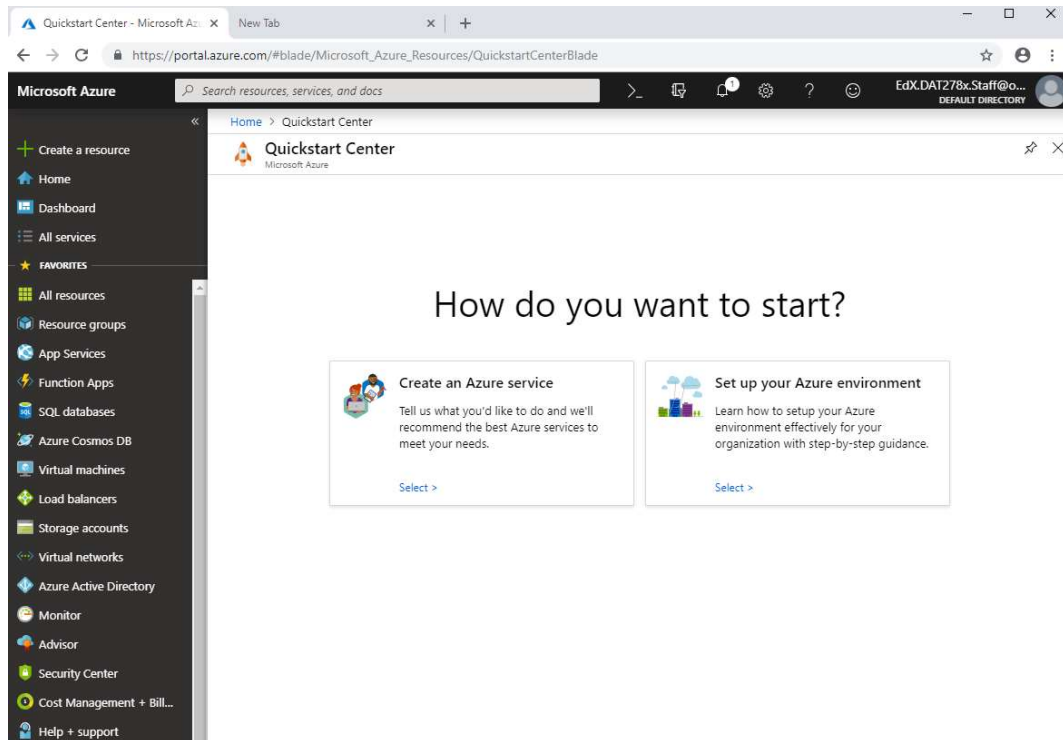 Quickstart Center - Microsoft Az
New Tab
https://portal.azure.com/#blade/Microsoft_Azure_Resources/QuickstartCenterBlade
Microsoft Azure
Search resources, services, and docs
1
EdX.DAT278x.Staff@o...
DEFAULT DIRECTORY
Home > Quickstart Center
Quickstart Center
Microsoft Azure
Create a resource
Home
Dashboard
All services
FAVORITES
All resources
Resource groups
App Services
Function Apps
SQL databases
Azure Cosmos DB
Virtual machines
Load balancers
Storage accounts
Virtual networks
Azure Active Directory
Monitor
Advisor
Security Center
Cost Management + Bill...
Help + support
How do you want to start?
Create an Azure service
Tell us what you'd like to do and we'll
recommend the best Azure services to
meet your needs.
Select >
Set up your Azure environment
Learn how to setup your Azure
environment effectively for your
organization with step-by-step guidance.
Select >